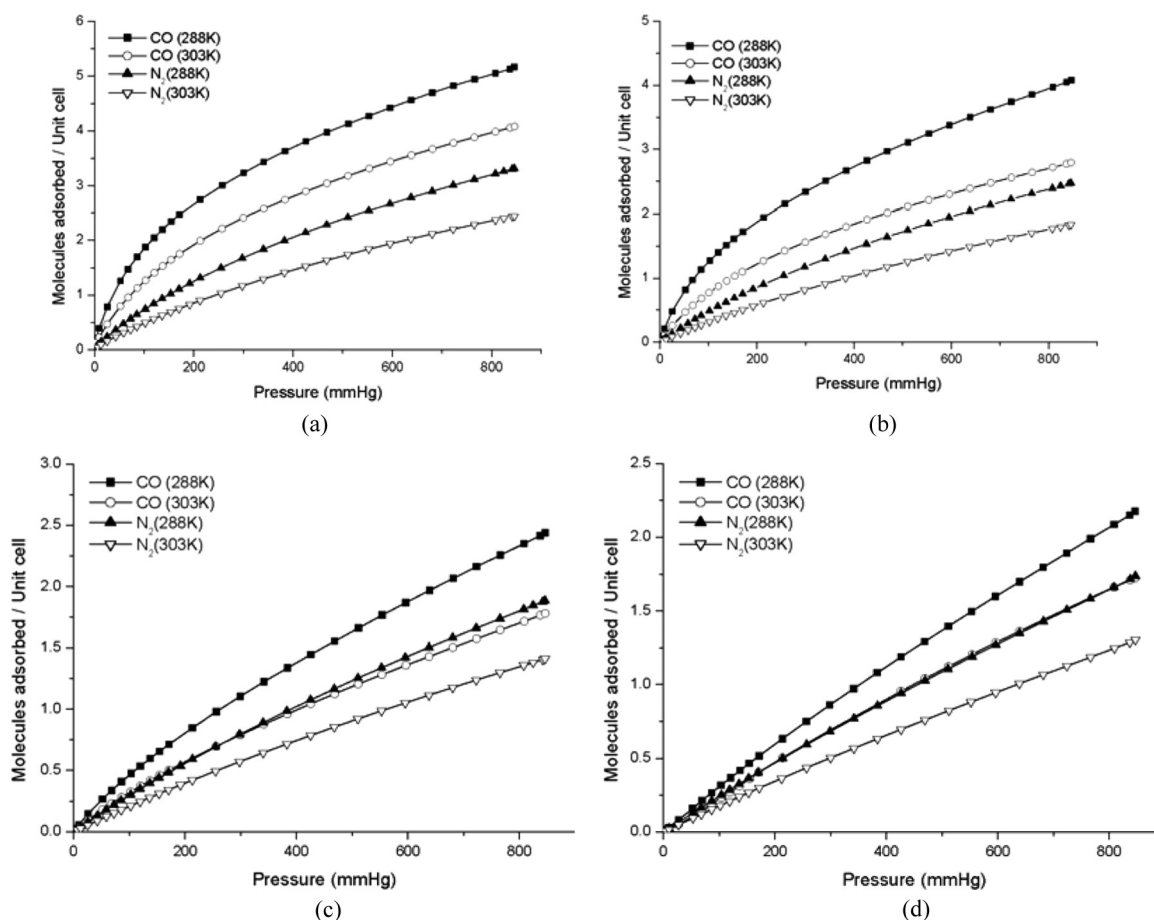 CO (288K)
CO (303K)
N₂(288K)
N₂(303K)
6
5
4
3
2
1
0
Molecules adsorbed / Unit cell
0 200 400 600 800
Pressure (mmHg)
(a)
CO (288K)
CO (303K)
N₂(288K)
N₂(303K)
5
4
3
2
1
0
Molecules adsorbed / Unit cell
0 200 400 600 800
Pressure (mmHg)
(b)
CO (288K)
CO (303K)
N₂(288K)
N₂(303K)
3.0
2.5
2.0
1.5
1.0
0.5
0.0
Molecules adsorbed / Unit cell
0 200 400 600 800
Pressure (mmHg)
(c)
CO (288K)
CO (303K)
N₂(288K)
N₂(303K)
2.5
2.0
1.5
1.0
0.5
0.0
Molecules adsorbed / Unit cell
0 200 400 600 800
Pressure (mmHg)
(d)